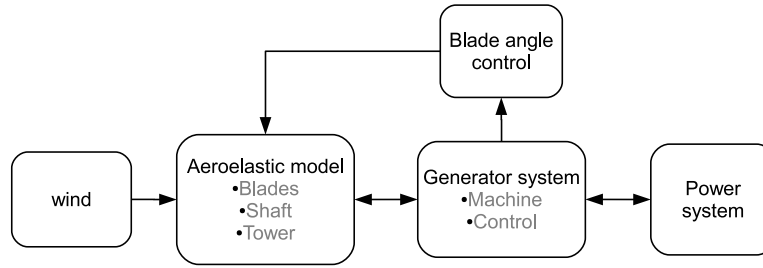 Blade angle
control
wind
Aeroelastic model
•Blades
•Shaft
•Tower
Generator system
•Machine
•Control
Power
system